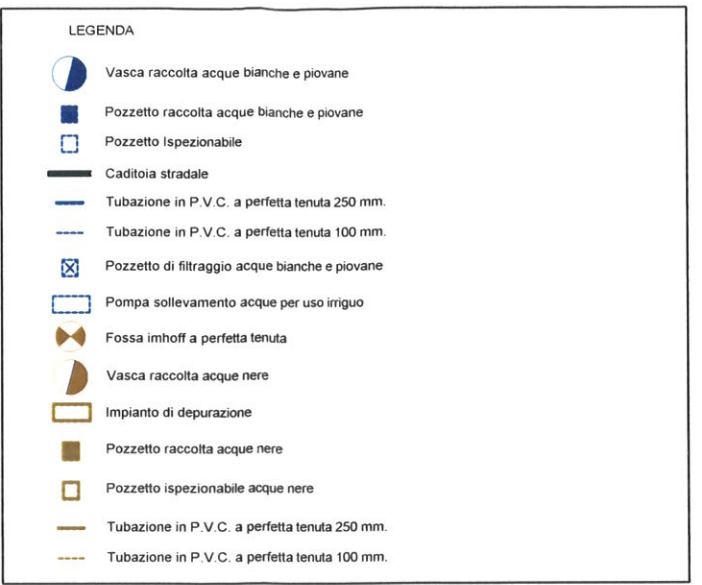 LEGENDA
Vasca raccolta acque bianche e piovane
Pozzetto raccolta acque bianche e piovane
Pozzetto Ispezionabile
Caditoia stradale
Tubazione in P.V.C. a perfetta tenuta 250 mm.
Tubazione in P.V.C. a perfetta tenuta 100 mm.
Pozzetto di filtraggio acque bianche e piovane
Pompa sollevamento acque per uso irriguo
Fossa imhoff a perfetta tenuta
Vasca raccolta acque nere
Impianto di depurazione
Pozzetto raccolta acque nere
Pozzetto ispezionabile acque nere
Tubazione in P.V.C. a perfetta tenuta 250 mm.
Tubazione in P.V.C. a perfetta tenuta 100 mm.